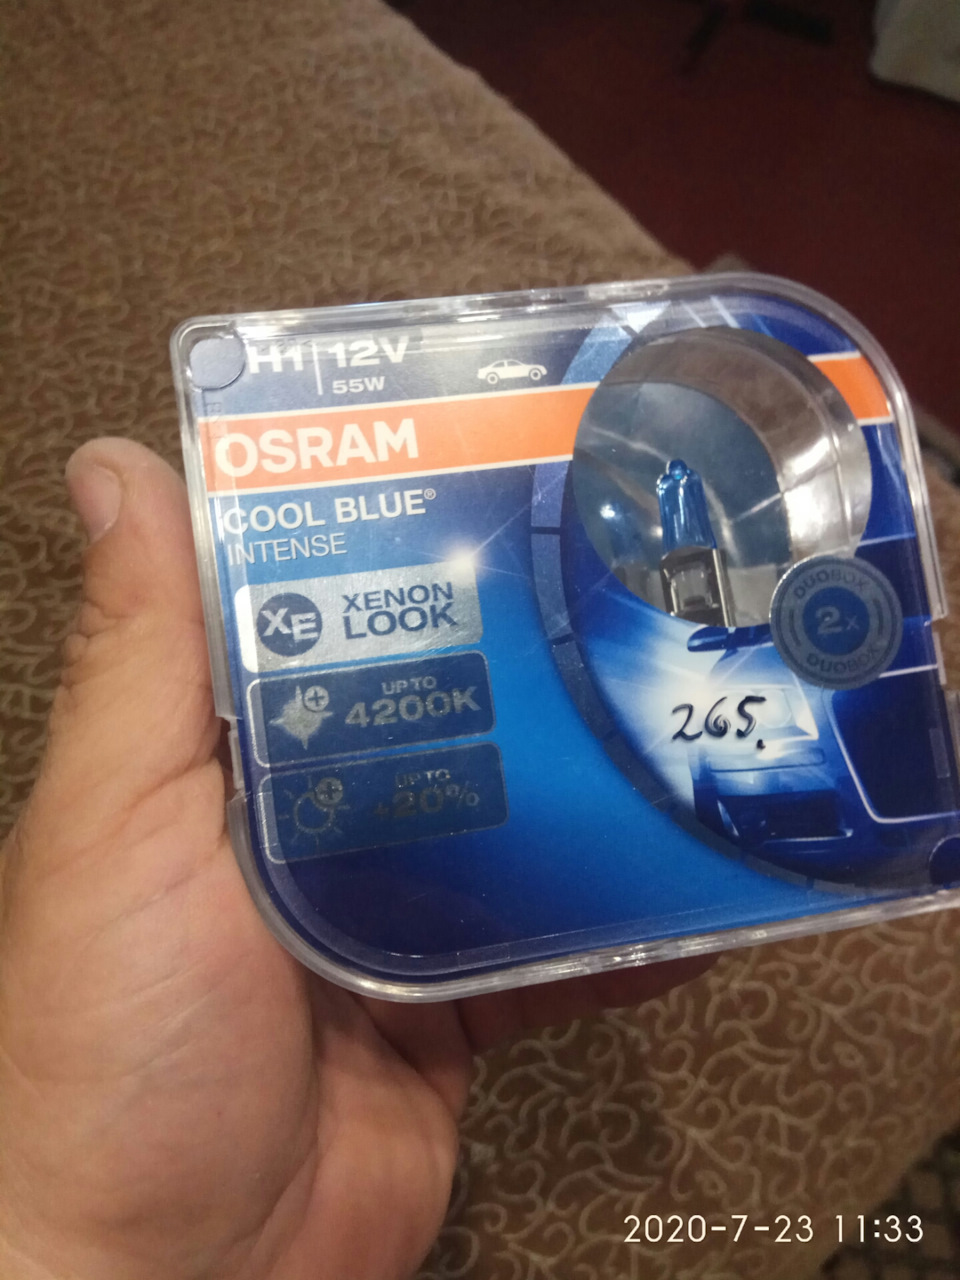 H1 | 12V
55W
OSRAM
COOL BLUE®
INTENSE
XE XENON
LOOK
UP TO
4200K
UP TO
+20%
DUOBOX
2x
DUOBOX
265.
2020-7-23 11:33